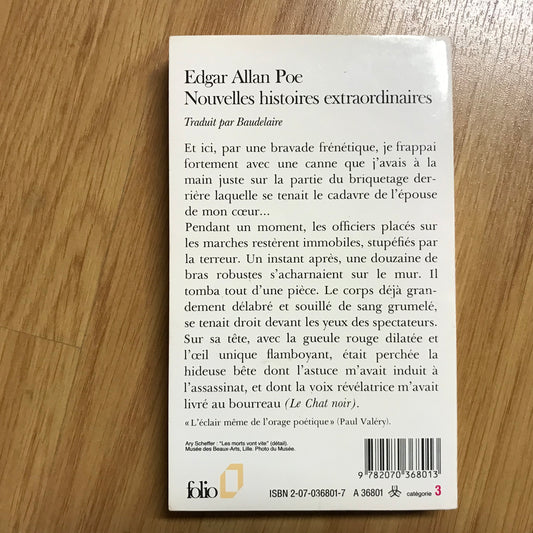 Edgar Allan Poe
Nouvelles histoires extraordinaires
Traduit par Baudelaire
Et ici, par une bravade frénétique, je frappai
fortement avec une canne que j'avais à la
main juste sur la partie du briquetage der-
rière laquelle se tenait le cadavre de l'épouse
de mon cœur...
Pendant un moment, les officiers placés sur
les marches restèrent immobiles, stupéfiés par
la terreur. Un instant après, une douzaine de
bras robustes s'acharnaient sur le mur. Il
tomba tout d'une pièce. Le corps déjà gran-
dement délabré et souillé de sang grumelé,
se tenait droit devant les yeux des spectateurs.
Sur sa tête, avec la gueule rouge dilatée et
l'œil unique flamboyant, était perchée la
hideuse bête dont l'astuce m'avait induit à
l'assassinat, et dont la voix révélatrice m'avait
livré au bourreau (Le Chat noir).
« L'éclair même de l'orage poétique » (Paul Valéry).
Ary Scheffer : "Les morts vont vite" (détail).
Musée des Beaux-Arts, Lille. Photo du Musée.
9 782070 368013
folio
ISBN 2-07-036801-7 A 36801 catégorie 3